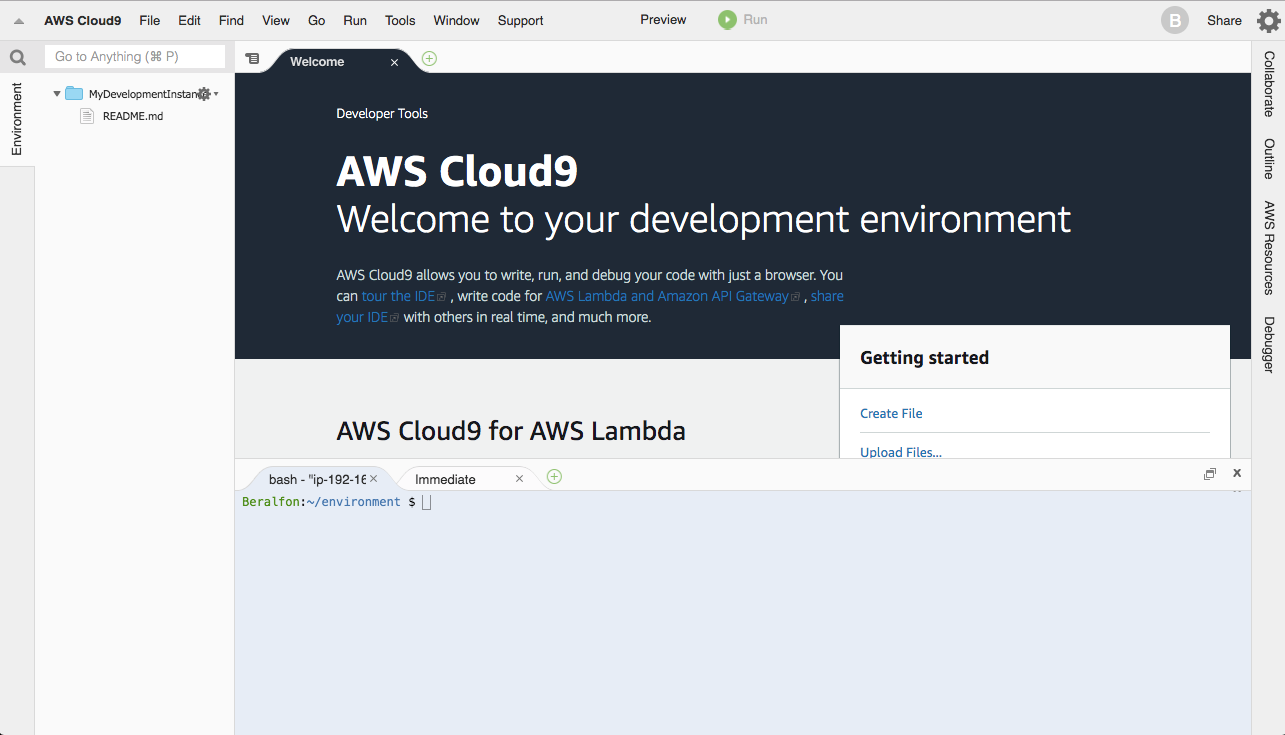 AWS Cloud9 File Edit Find View Go Run Tools Window Support Preview Run B Share
Go to Anything (⌘ P)
Environment
MyDevelopmentInstanc
README.md
Welcome
Developer Tools
AWS Cloud9
Welcome to your development environment
AWS Cloud9 allows you to write, run, and debug your code with just a browser. You
can tour the IDE , write code for AWS Lambda and Amazon API Gateway , share
your IDE with others in real time, and much more.
Getting started
Create File
Upload Files...
AWS Cloud9 for AWS Lambda
bash - "ip-192-16
Immediate
Beralfon:~/environment $
Collaborate
Outline
AWS Resources
Debugger